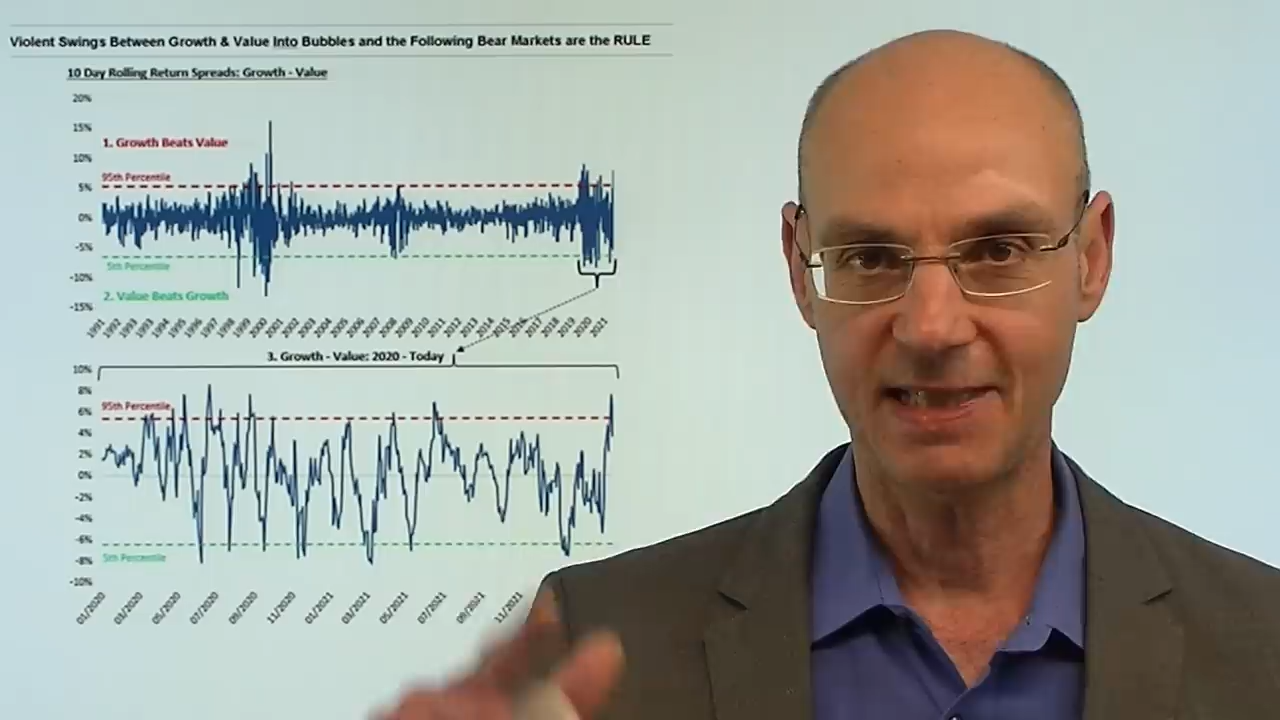 Violent Swings Between Growth & Value Into Bubbles and the Following Bear Markets are the RULE
10 Day Rolling Return Spreads: Growth - Value
20%
15%
1. Growth Beats Value
10%
95th Percentile
5%
0%
-5%
5th Percentile
-10%
2. Value Beats Growth
-15%
1991 1992 1993 1993 1994 1995 1996 1997 1998 1999 2000 2001 2002 2003 2004 2005 2006 2007 2008 2009 2010 2011 2012 2013 2014 2015 2016 2017 2018 2019 2020 2021
3. Growth - Value: 2020 - Today
10%
8%
95th Percentile
6%
4%
2%
0%
-2%
-4%
-6%
5th Percentile
-8%
-10%
01/2020 03/2020 05/2020 07/2020 09/2020 11/2020 01/2021 03/2021 05/2021 07/2021 09/2021 11/2021